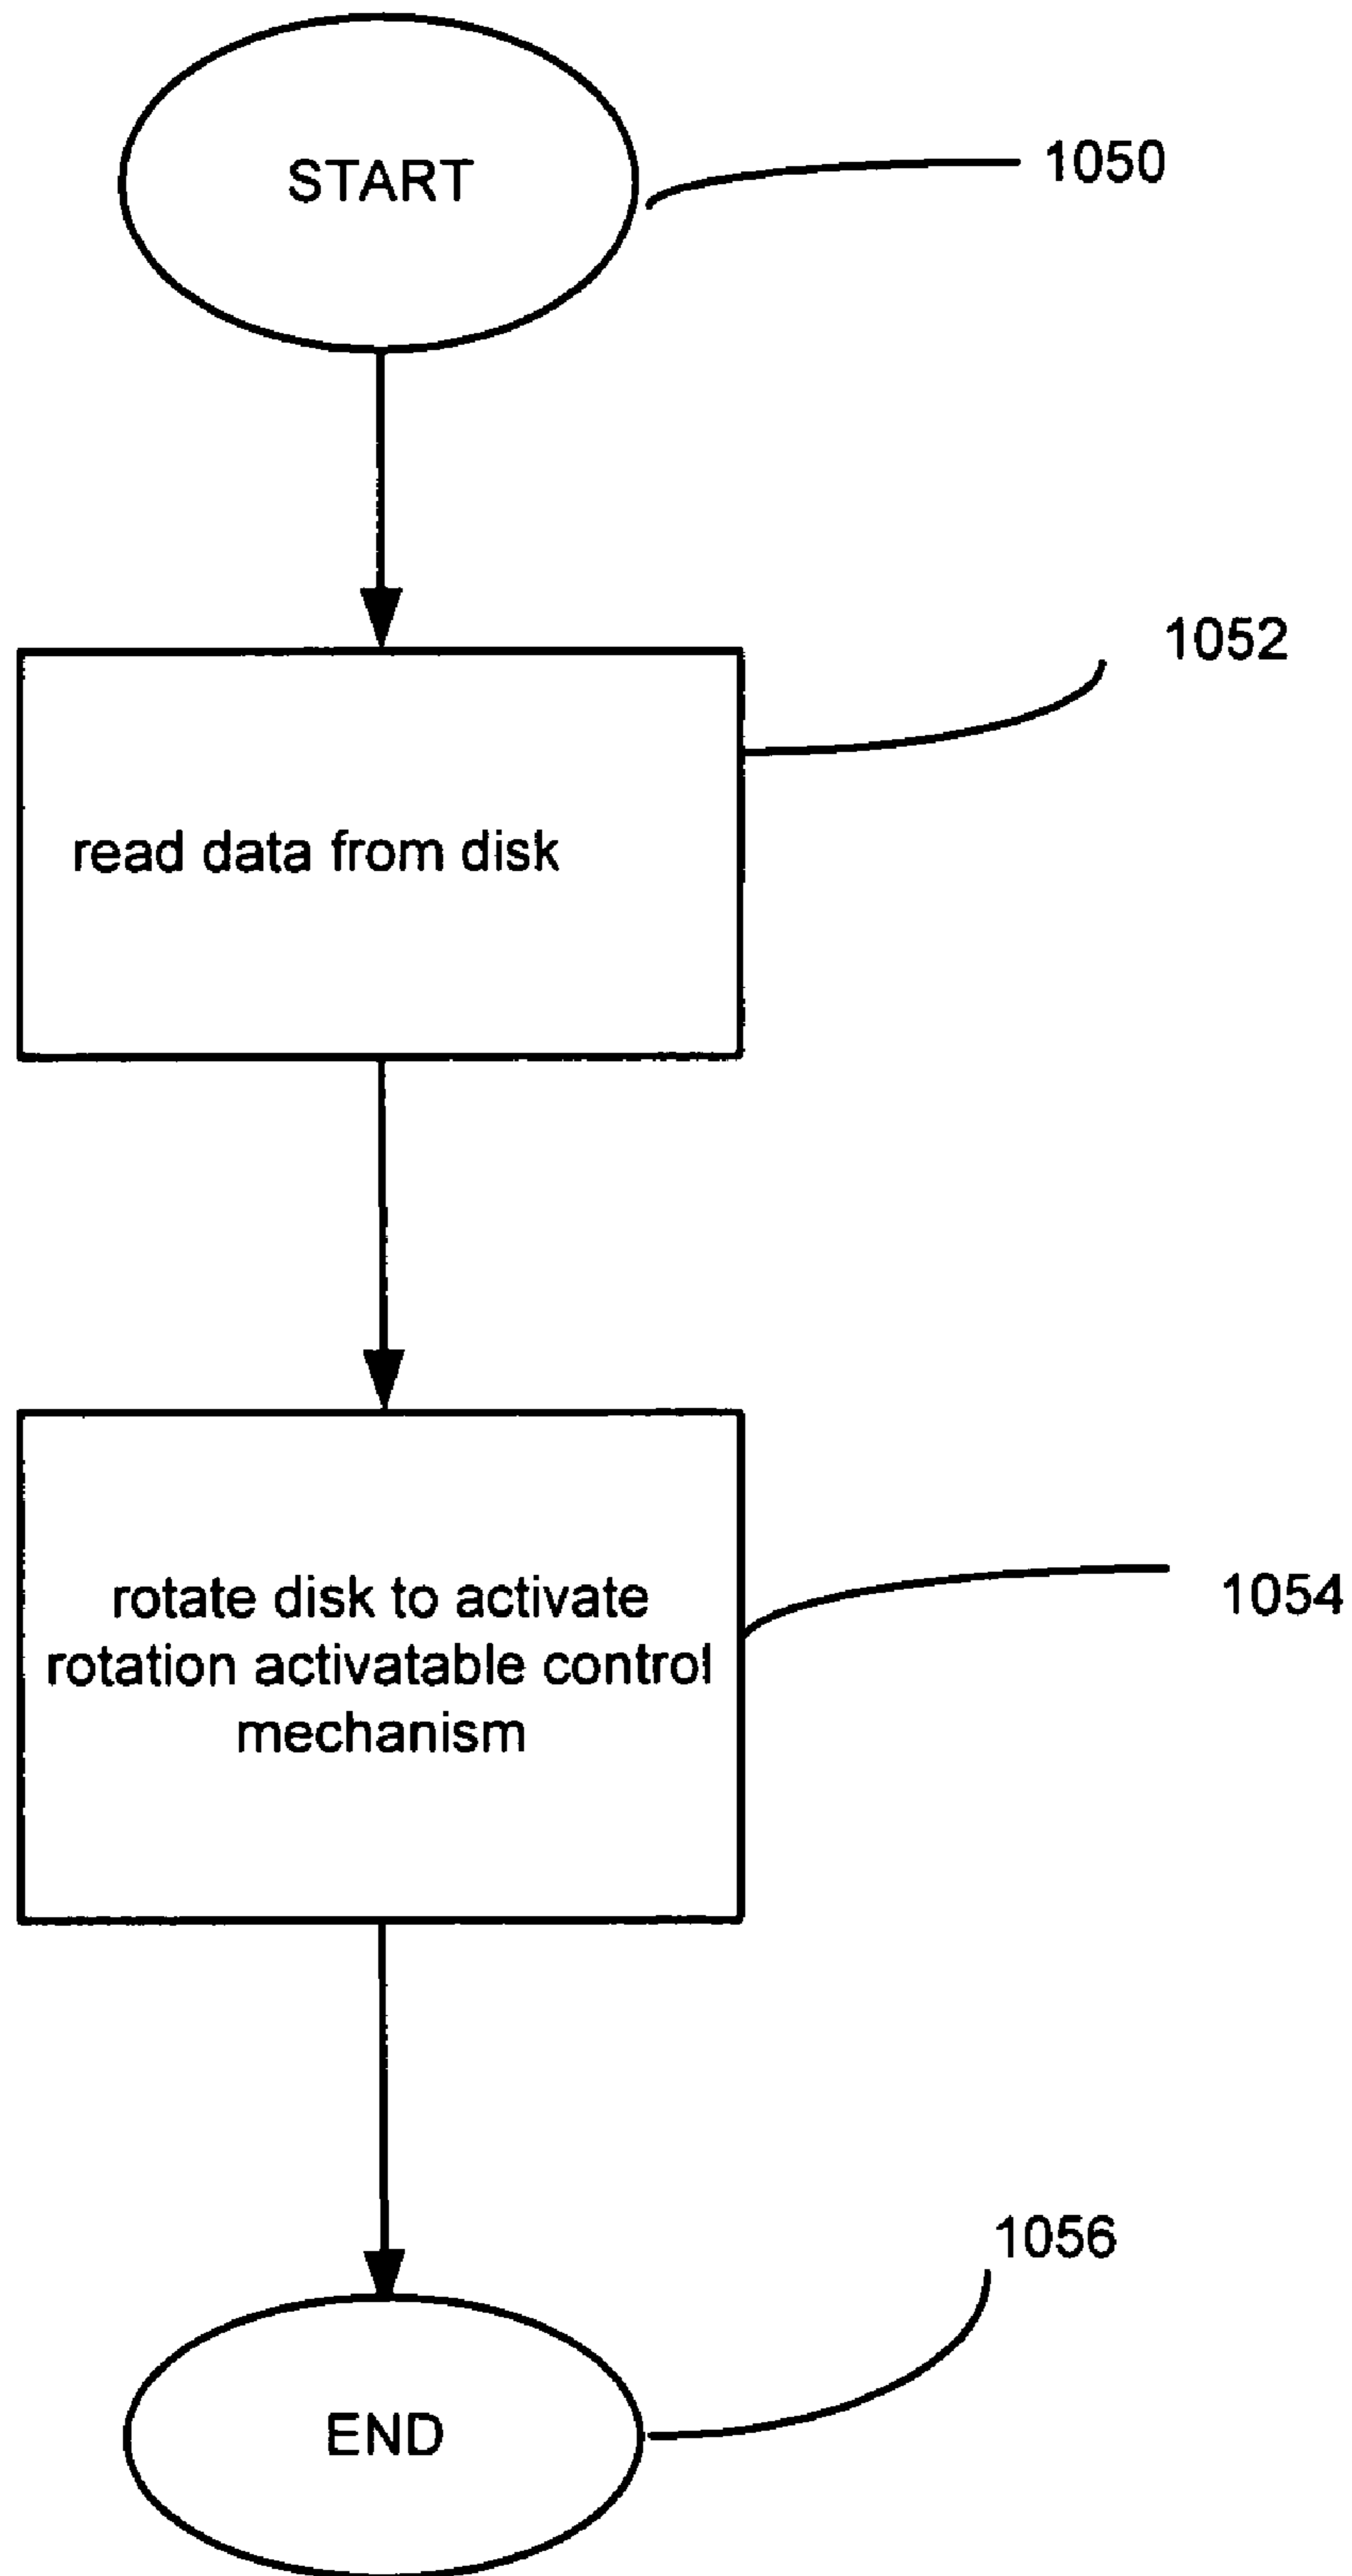 START
1050
1052
read data from disk
rotate disk to activate
rotation activatable control
mechanism
1054
1056
END